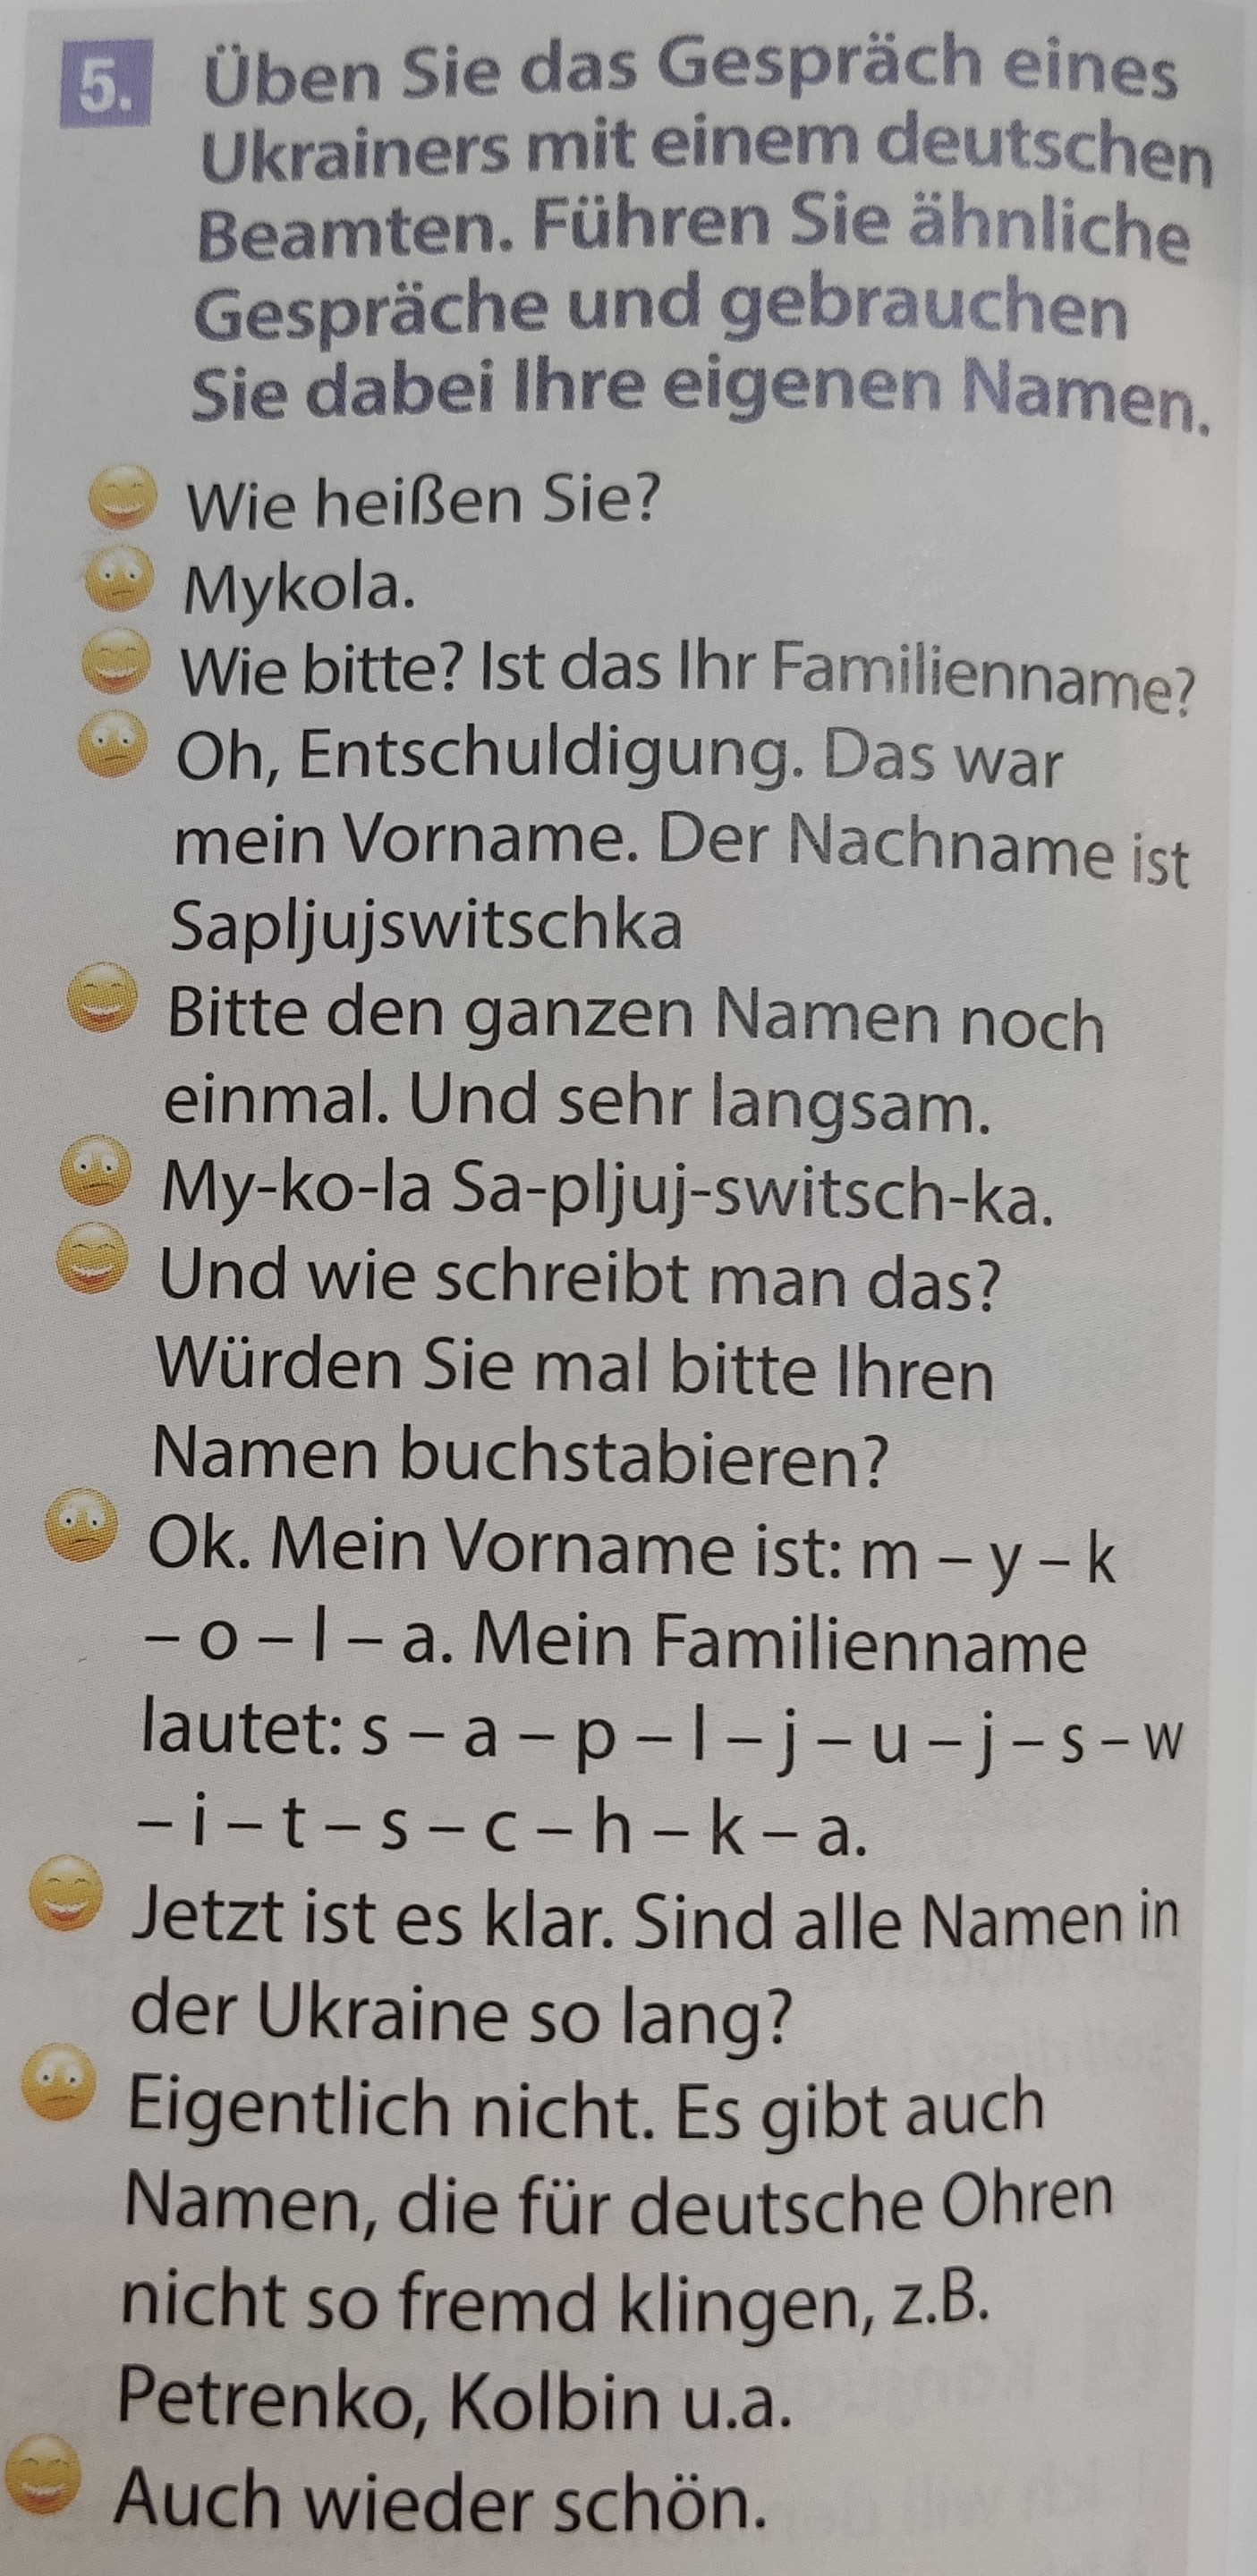 5. Üben Sie das Gespräch eines
Ukrainers mit einem deutschen
Beamten. Führen Sie ähnliche
Gespräche und gebrauchen
Sie dabei Ihre eigenen Namen.
Wie heißen Sie?
Mykola.
Wie bitte? Ist das Ihr Familienname?
Oh, Entschuldigung. Das war
mein Vorname. Der Nachname ist
Sapljujswitschka
Bitte den ganzen Namen noch
einmal. Und sehr langsam.
My-ko-la Sa-pljuj-switsch-ka.
Und wie schreibt man das?
Würden Sie mal bitte Ihren
Namen buchstabieren?
Ok. Mein Vorname ist: m – y – k
– o – l – a. Mein Familienname
lautet: s – a – p – l – j – u – j – s – w
– i – t – s – c – h – k – a.
Jetzt ist es klar. Sind alle Namen in
der Ukraine so lang?
Eigentlich nicht. Es gibt auch
Namen, die für deutsche Ohren
nicht so fremd klingen, z.B.
Petrenko, Kolbin u.a.
Auch wieder schön.